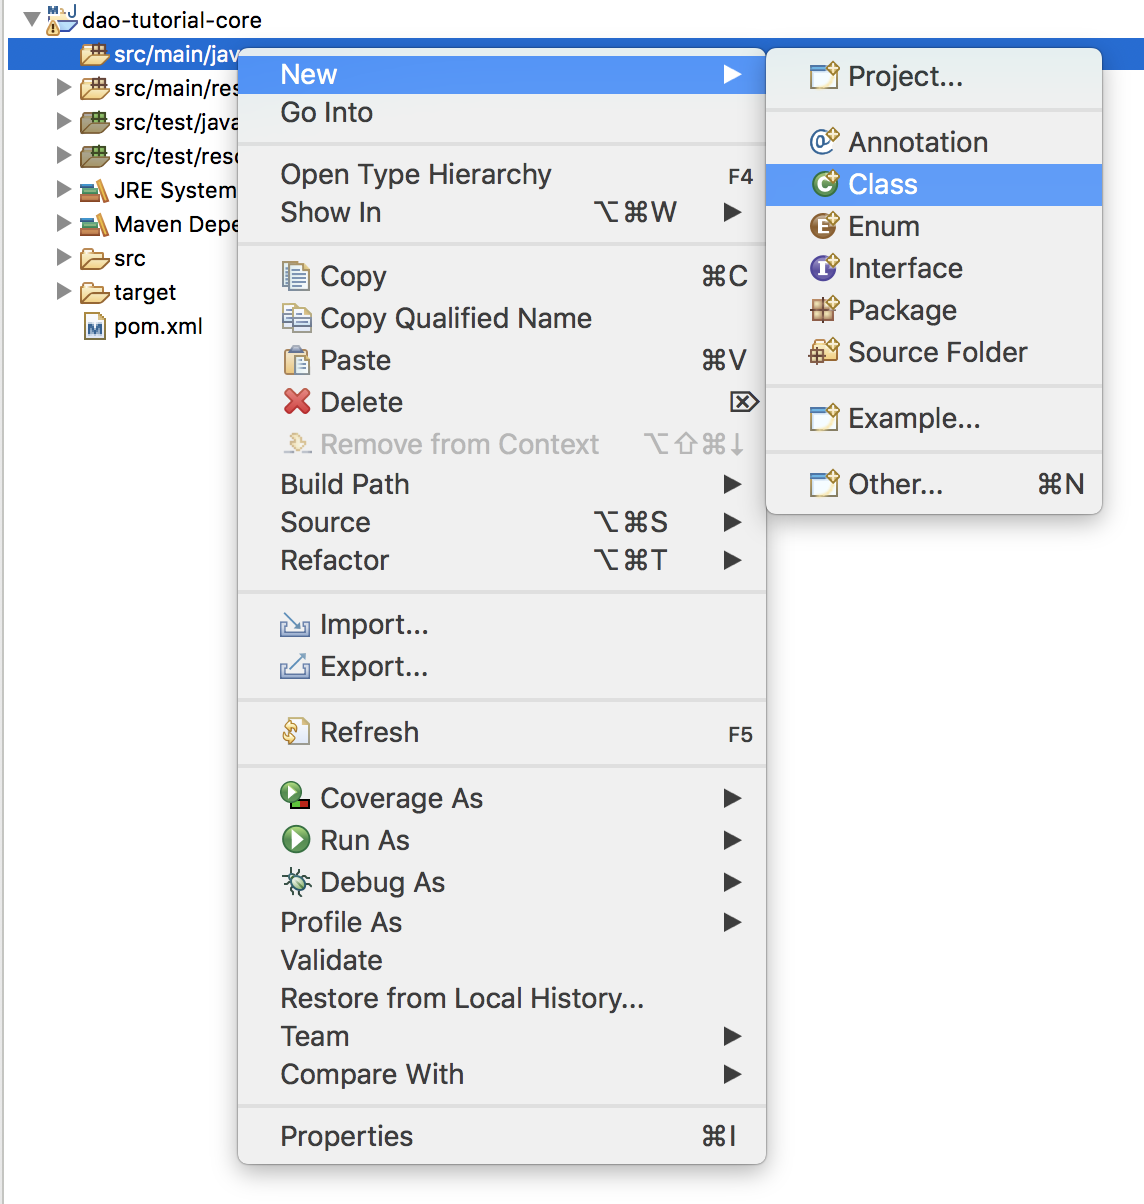 dao-tutorial-core
src/main/jav
src/main/res
src/test/java
src/test/reso
JRE System
Maven Depe
src
target
pom.xml
New
Go Into
Open Type Hierarchy F4
Show In ⌥⌘W
Copy ⌘C
Copy Qualified Name
Paste ⌘V
Delete ⌦
Remove from Context ⌥⇧⌘↓
Build Path
Source ⌥⌘S
Refactor ⌥⌘T
Import...
Export...
Refresh F5
Coverage As
Run As
Debug As
Profile As
Validate
Restore from Local History...
Team
Compare With
Properties ⌘I
Project...
Annotation
Class
Enum
Interface
Package
Source Folder
Example...
Other... ⌘N